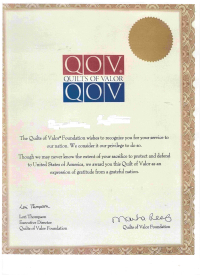 QOV®
QUILTS OF VALOR
QOV
The Quilts of Valor® Foundation wishes to recognize you for your service to
our nation. We consider it our privilege to do so.
Though we may never know the extent of your sacrifice to protect and defend
to United States of America, we award you this Quilt of Valor as an
expression of gratitude from a grateful nation.
Lori Thompson
Executive Director
Quilts of Valor Foundation
Quilts of Valor Foundation